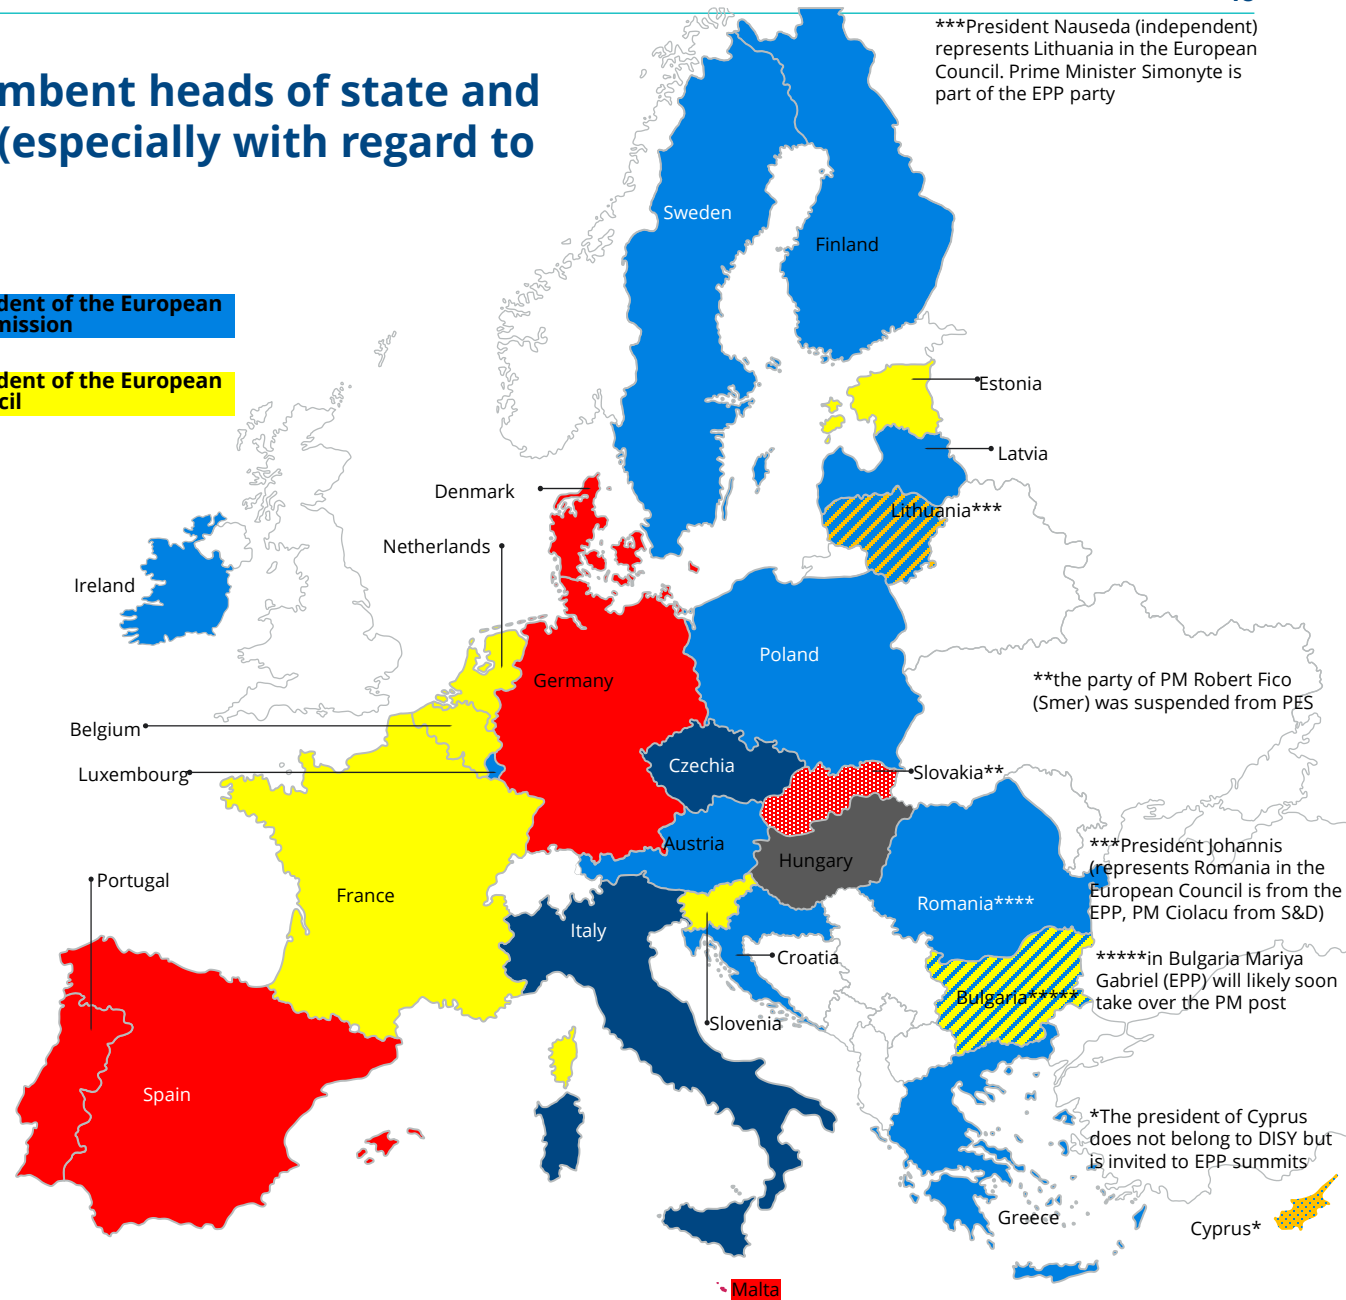 ***President Nauseda (independent)
represents Lithuania in the European
Council. Prime Minister Simonyte is
part of the EPP party
mbent heads of state and
(especially with regard to
Sweden
Finland
dent of the European
mission
dent of the European
cil
Estonia
Latvia
Denmark
Lithuania***
Netherlands
Ireland
Poland
Germany
**the party of PM Robert Fico
(Smer) was suspended from PES
Belgium
Luxembourg
Czechia
Slovakia**
Austria
Hungary
***President Johannis
(represents Romania in the
European Council is from the
EPP, PM Ciolacu from S&D)
Portugal
France
Romania****
Italy
Croatia
*****in Bulgaria Mariya
Gabriel (EPP) will likely soon
take over the PM post
Bulgaria*****
Slovenia
Spain
*The president of Cyprus
does not belong to DISY but
is invited to EPP summits
Greece
Cyprus*
Malta